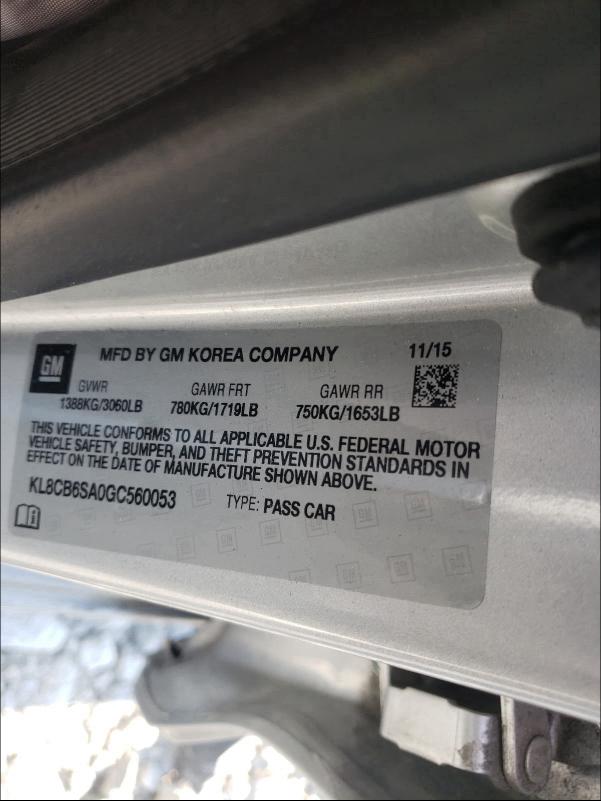 GM MFD BY GM KOREA COMPANY 11/15
GVWR GAWR FRT GAWR RR
1388KG/3060LB 780KG/1719LB 750KG/1653LB
THIS VEHICLE CONFORMS TO ALL APPLICABLE U.S. FEDERAL MOTOR
VEHICLE SAFETY, BUMPER, AND THEFT PREVENTION STANDARDS IN
EFFECT ON THE DATE OF MANUFACTURE SHOWN ABOVE.
KL8CB6SA0GC560053 TYPE: PASS CAR